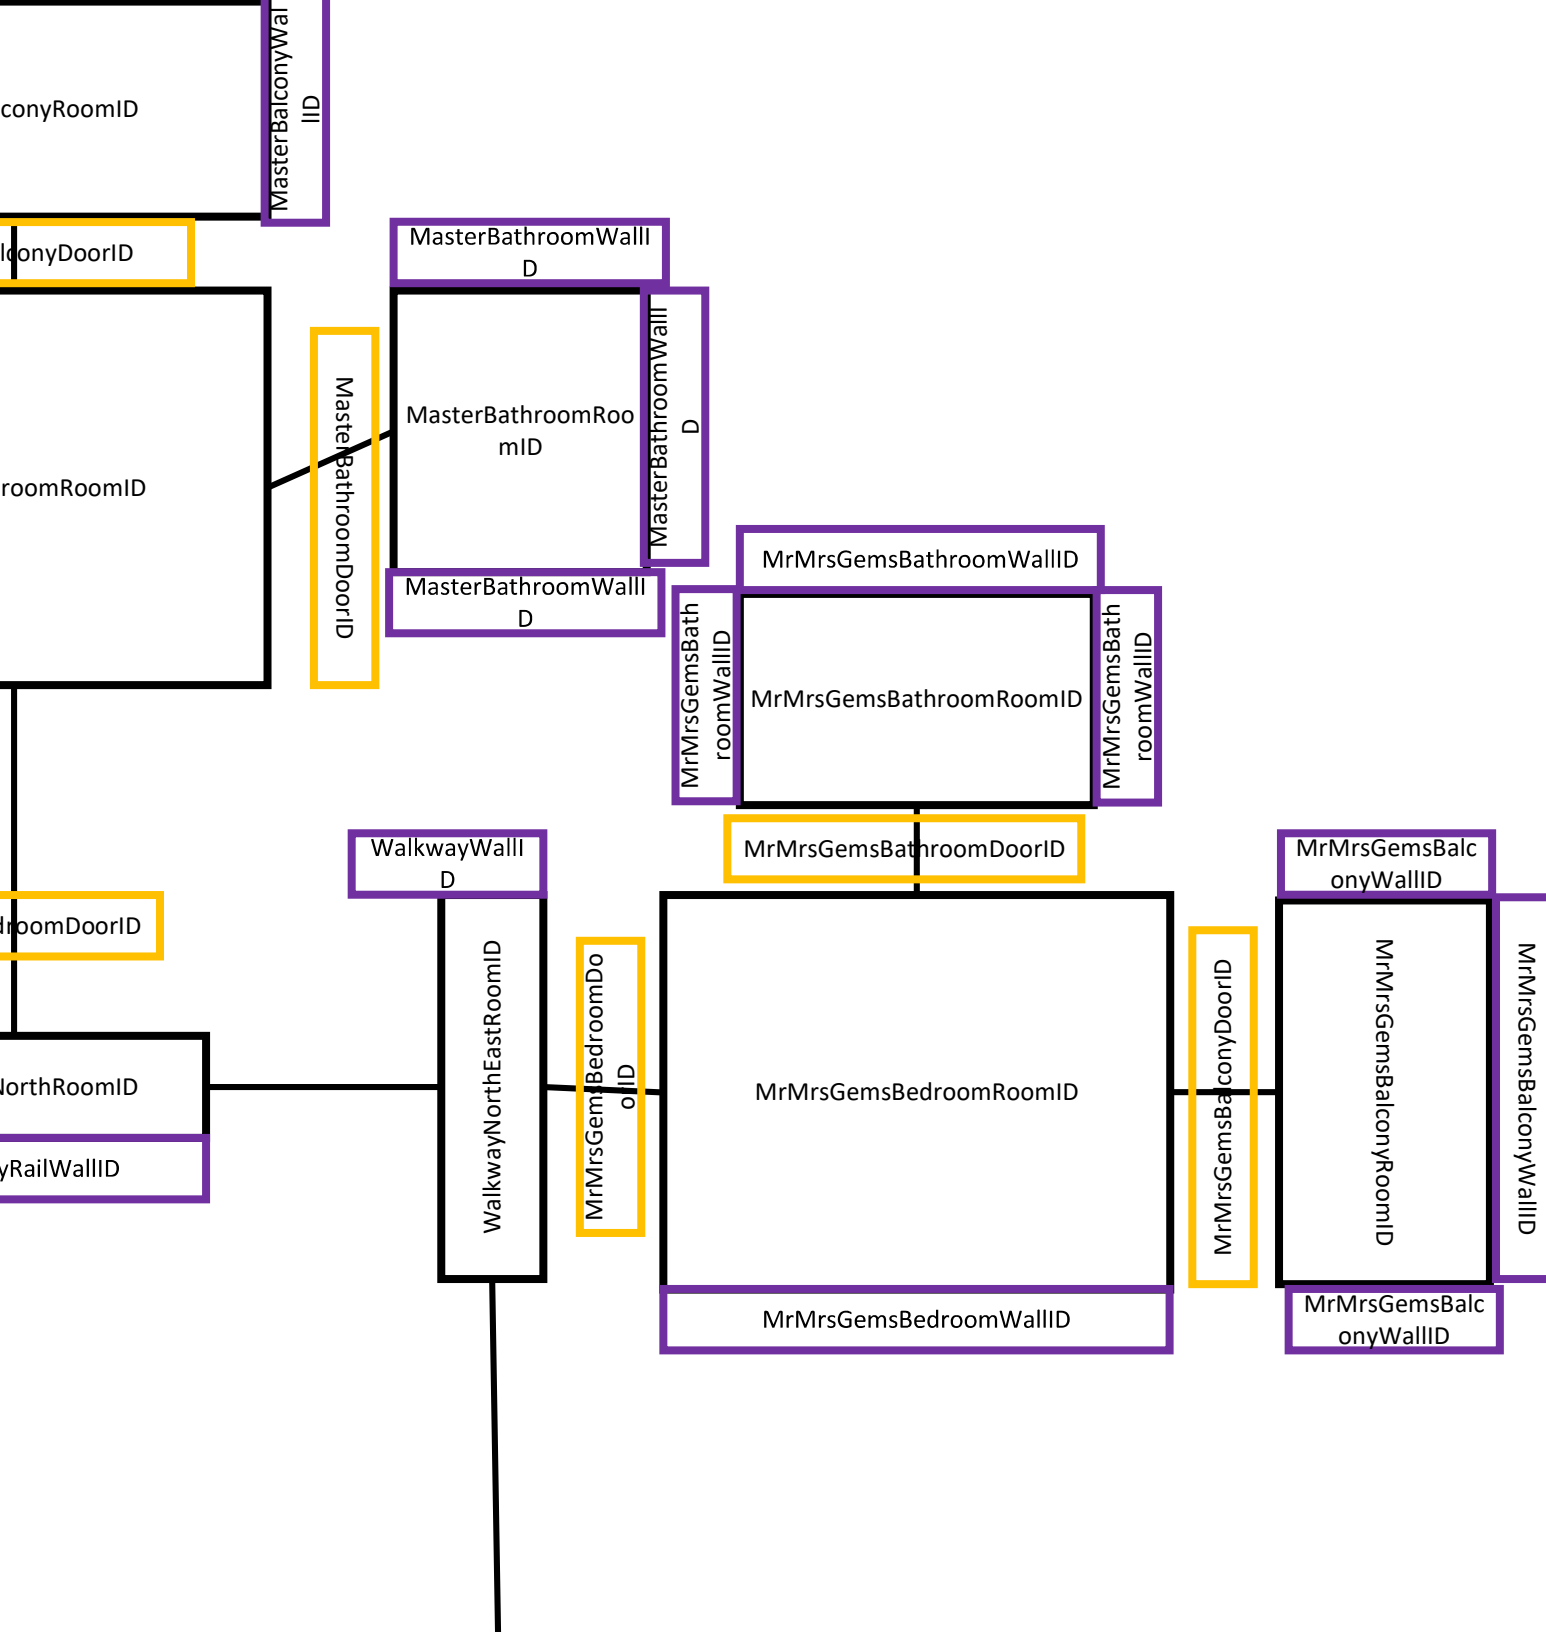 conyRoomID
MasterBalconyWal
lID
lconyDoorID
MasterBathroomWallI
D
MasterBathroomDoorID
MasterBathroomRoo
mID
MasterBathroomWallI
D
roomRoomID
MasterBathroomWallI
D
MrMrsGemsBathroomWallID
MrMrsGemsBath
roomWallID
MrMrsGemsBathroomRoomID
MrMrsGemsBath
roomWallID
WalkwayWallI
D
MrMrsGemsBathroomDoorID
MrMrsGemsBalc
onyWallID
droomDoorID
WalkwayNorthEastRoomID
MrMrsGemsBedroomDo
orID
MrMrsGemsBedroomRoomID
MrMrsGemsBalconyDoorID
MrMrsGemsBalconyRoomID
MrMrsGemsBalconyWallID
NorthRoomID
yRailWallID
MrMrsGemsBedroomWallID
MrMrsGemsBalc
onyWallID